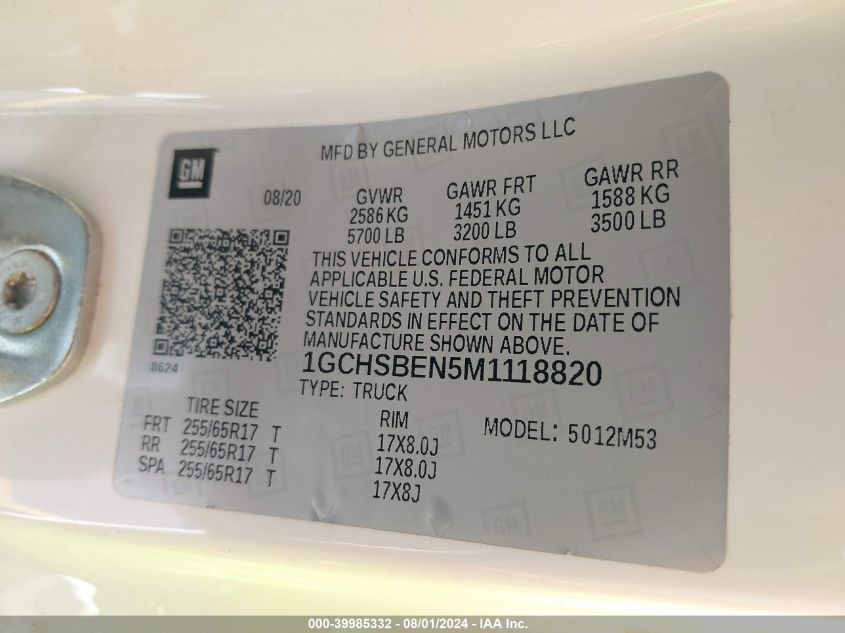 GM
MFD BY GENERAL MOTORS LLC
08/20
GVWR
2586 KG
5700 LB
GAWR FRT
1451 KG
3200 LB
GAWR RR
1588 KG
3500 LB
THIS VEHICLE CONFORMS TO ALL
APPLICABLE U.S. FEDERAL MOTOR
VEHICLE SAFETY AND THEFT PREVENTION
STANDARDS IN EFFECT ON THE DATE OF
MANUFACTURE SHOWN ABOVE.
8624
1GCHSBEN5M1118820
TYPE: TRUCK
TIRE SIZE
RIM
MODEL: 5012M53
FRT 255/65R17 T 17X8.0J
RR 255/65R17 T 17X8.0J
SPA 255/65R17 T 17X8J
GM
000-39985332 - 08/01/2024 - IAA Inc.